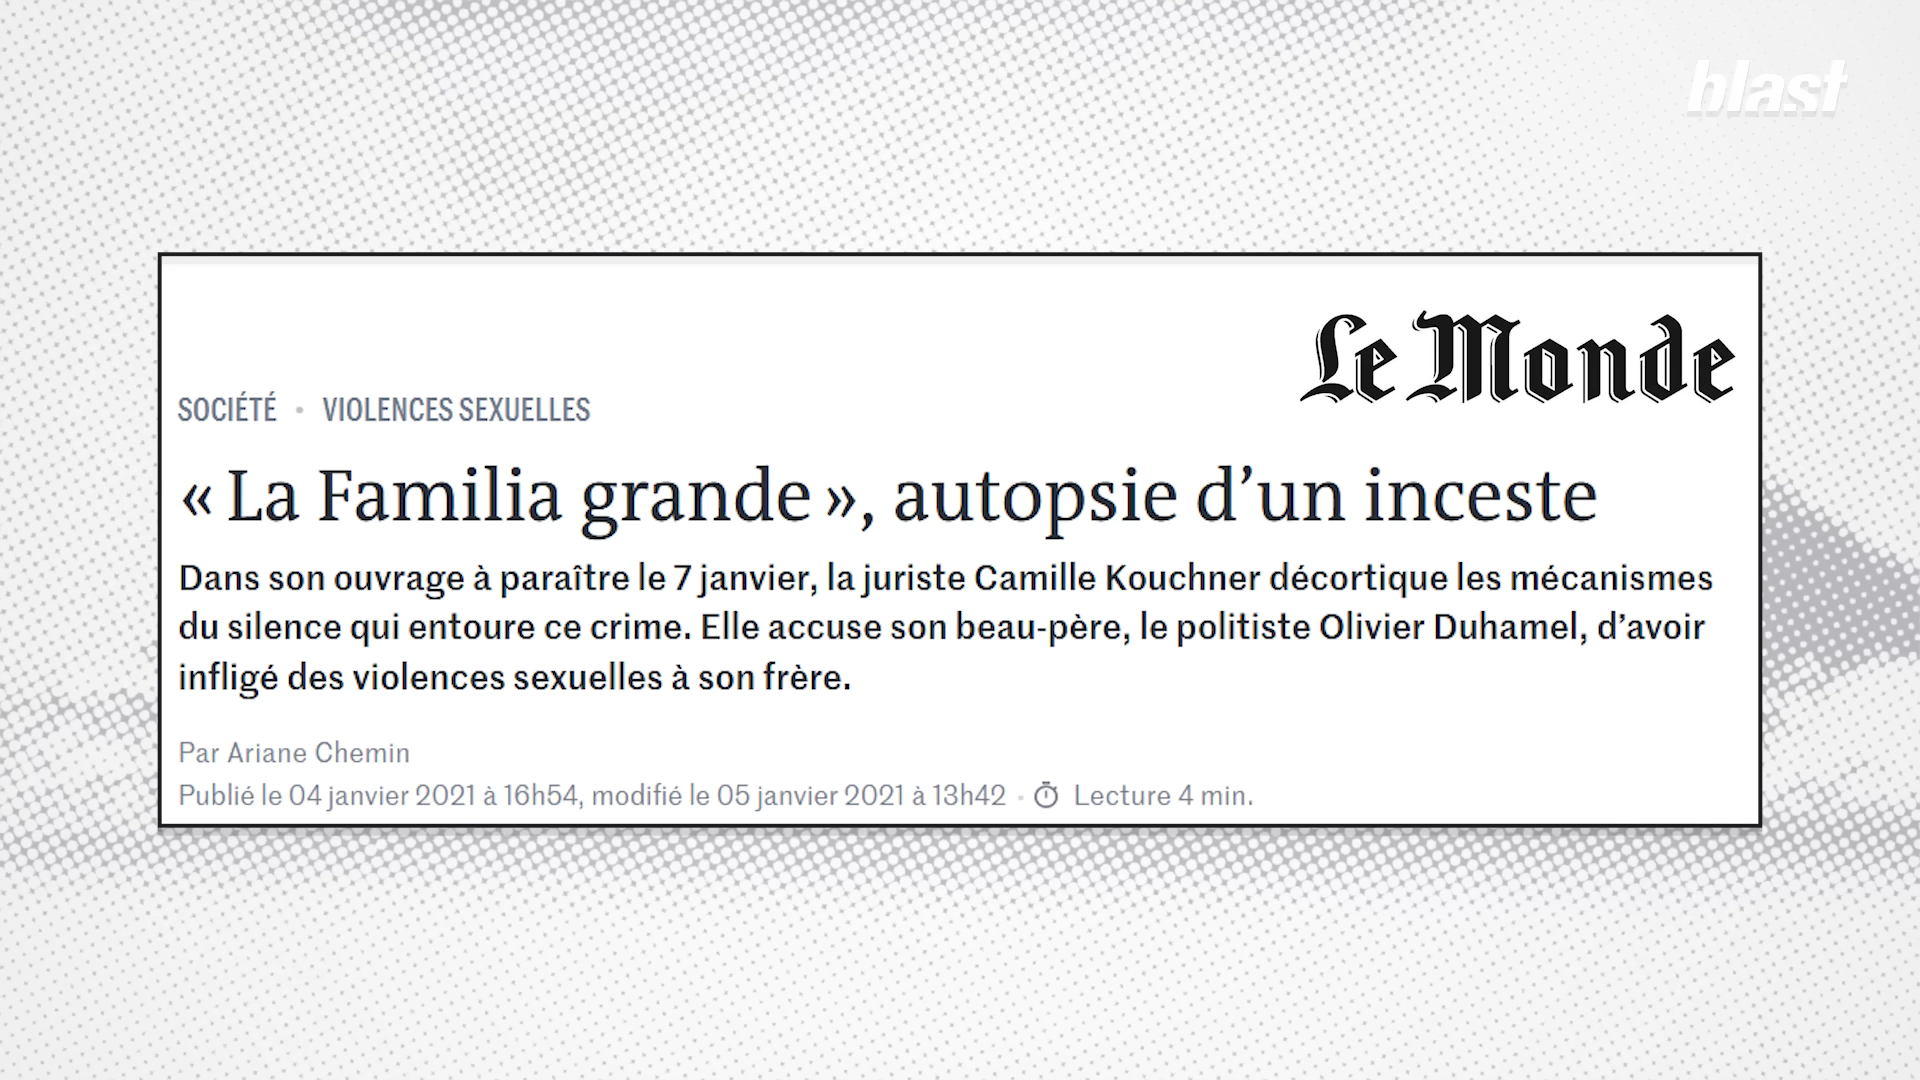 blast
Le Monde
SOCIÉTÉ • VIOLENCES SEXUELLES
« La Familia grande », autopsie d’un inceste
Dans son ouvrage à paraître le 7 janvier, la juriste Camille Kouchner décortique les mécanismes
du silence qui entoure ce crime. Elle accuse son beau-père, le politiste Olivier Duhamel, d’avoir
infligé des violences sexuelles à son frère.
Par Ariane Chemin
Publié le 04 janvier 2021 à 16h54, modifié le 05 janvier 2021 à 13h42 • Lecture 4 min.